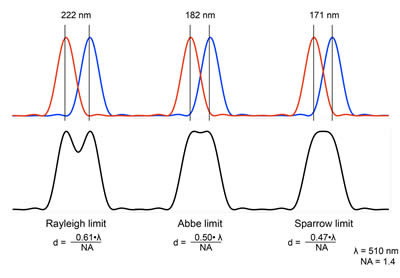 222 nm 182 nm 171 nm
Rayleigh limit Abbe limit Sparrow limit
d = 0.61•λ / NA d = 0.50•λ / NA d = 0.47•λ / NA
λ = 510 nm
NA = 1.4